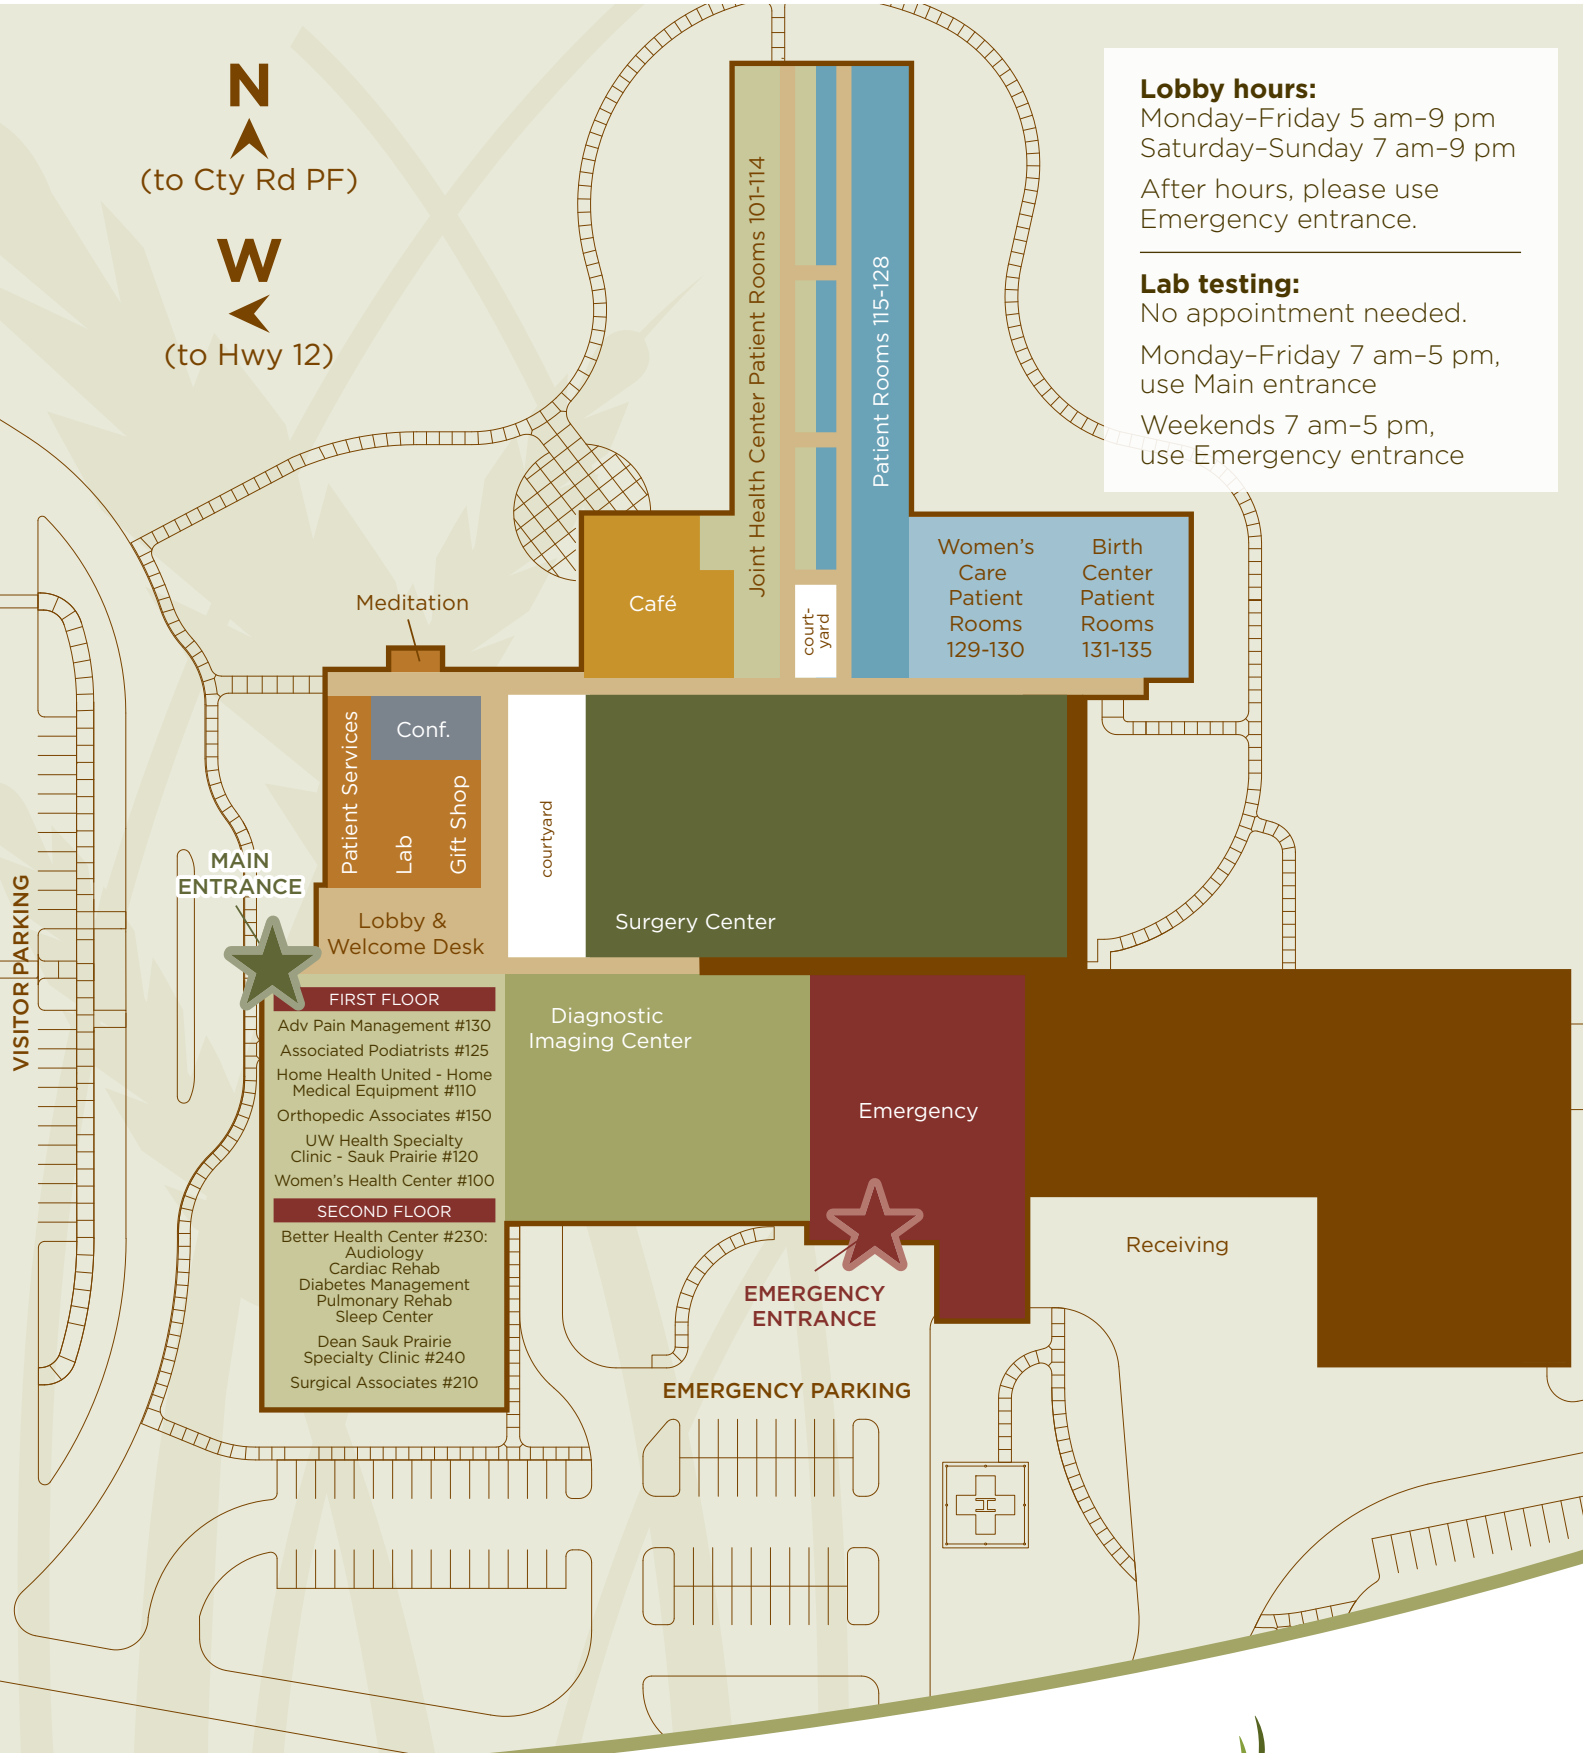 N
(to Cty Rd PF)
W
(to Hwy 12)
Lobby hours:
Monday–Friday 5 am–9 pm
Saturday–Sunday 7 am–9 pm
After hours, please use
Emergency entrance.
Lab testing:
No appointment needed.
Monday–Friday 7 am–5 pm,
use Main entrance
Weekends 7 am–5 pm,
use Emergency entrance
Joint Health Center Patient Rooms 101-114
Patient Rooms 115-128
Women's
Care
Patient
Rooms
129-130
Birth
Center
Patient
Rooms
131-135
Café
court-
yard
Meditation
Patient Services
Conf.
Lab
Gift Shop
courtyard
Surgery Center
MAIN
ENTRANCE
Lobby &
Welcome Desk
VISITOR PARKING
FIRST FLOOR
Adv Pain Management #130
Associated Podiatrists #125
Home Health United - Home
Medical Equipment #110
Orthopedic Associates #150
UW Health Specialty
Clinic - Sauk Prairie #120
Women's Health Center #100
SECOND FLOOR
Better Health Center #230:
Audiology
Cardiac Rehab
Diabetes Management
Pulmonary Rehab
Sleep Center
Dean Sauk Prairie
Specialty Clinic #240
Surgical Associates #210
Diagnostic
Imaging Center
Emergency
Receiving
EMERGENCY
ENTRANCE
EMERGENCY PARKING
H